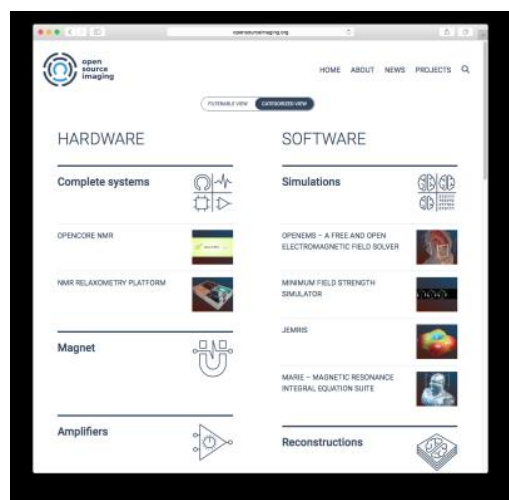 opensourceimaging.org
open
source
imaging
HOME ABOUT NEWS PROJECTS
FILTERABLE VIEW CATEGORIZED VIEW
HARDWARE
Complete systems
OPENCORE NMR
NMR RELAXOMETRY PLATFORM
Magnet
Amplifiers
SOFTWARE
Simulations
OPENEMS – A FREE AND OPEN
ELECTROMAGNETIC FIELD SOLVER
MINIMUM FIELD STRENGTH
SIMULATOR
JEMRIS
MARIE – MAGNETIC RESONANCE
INTEGRAL EQUATION SUITE
Reconstructions